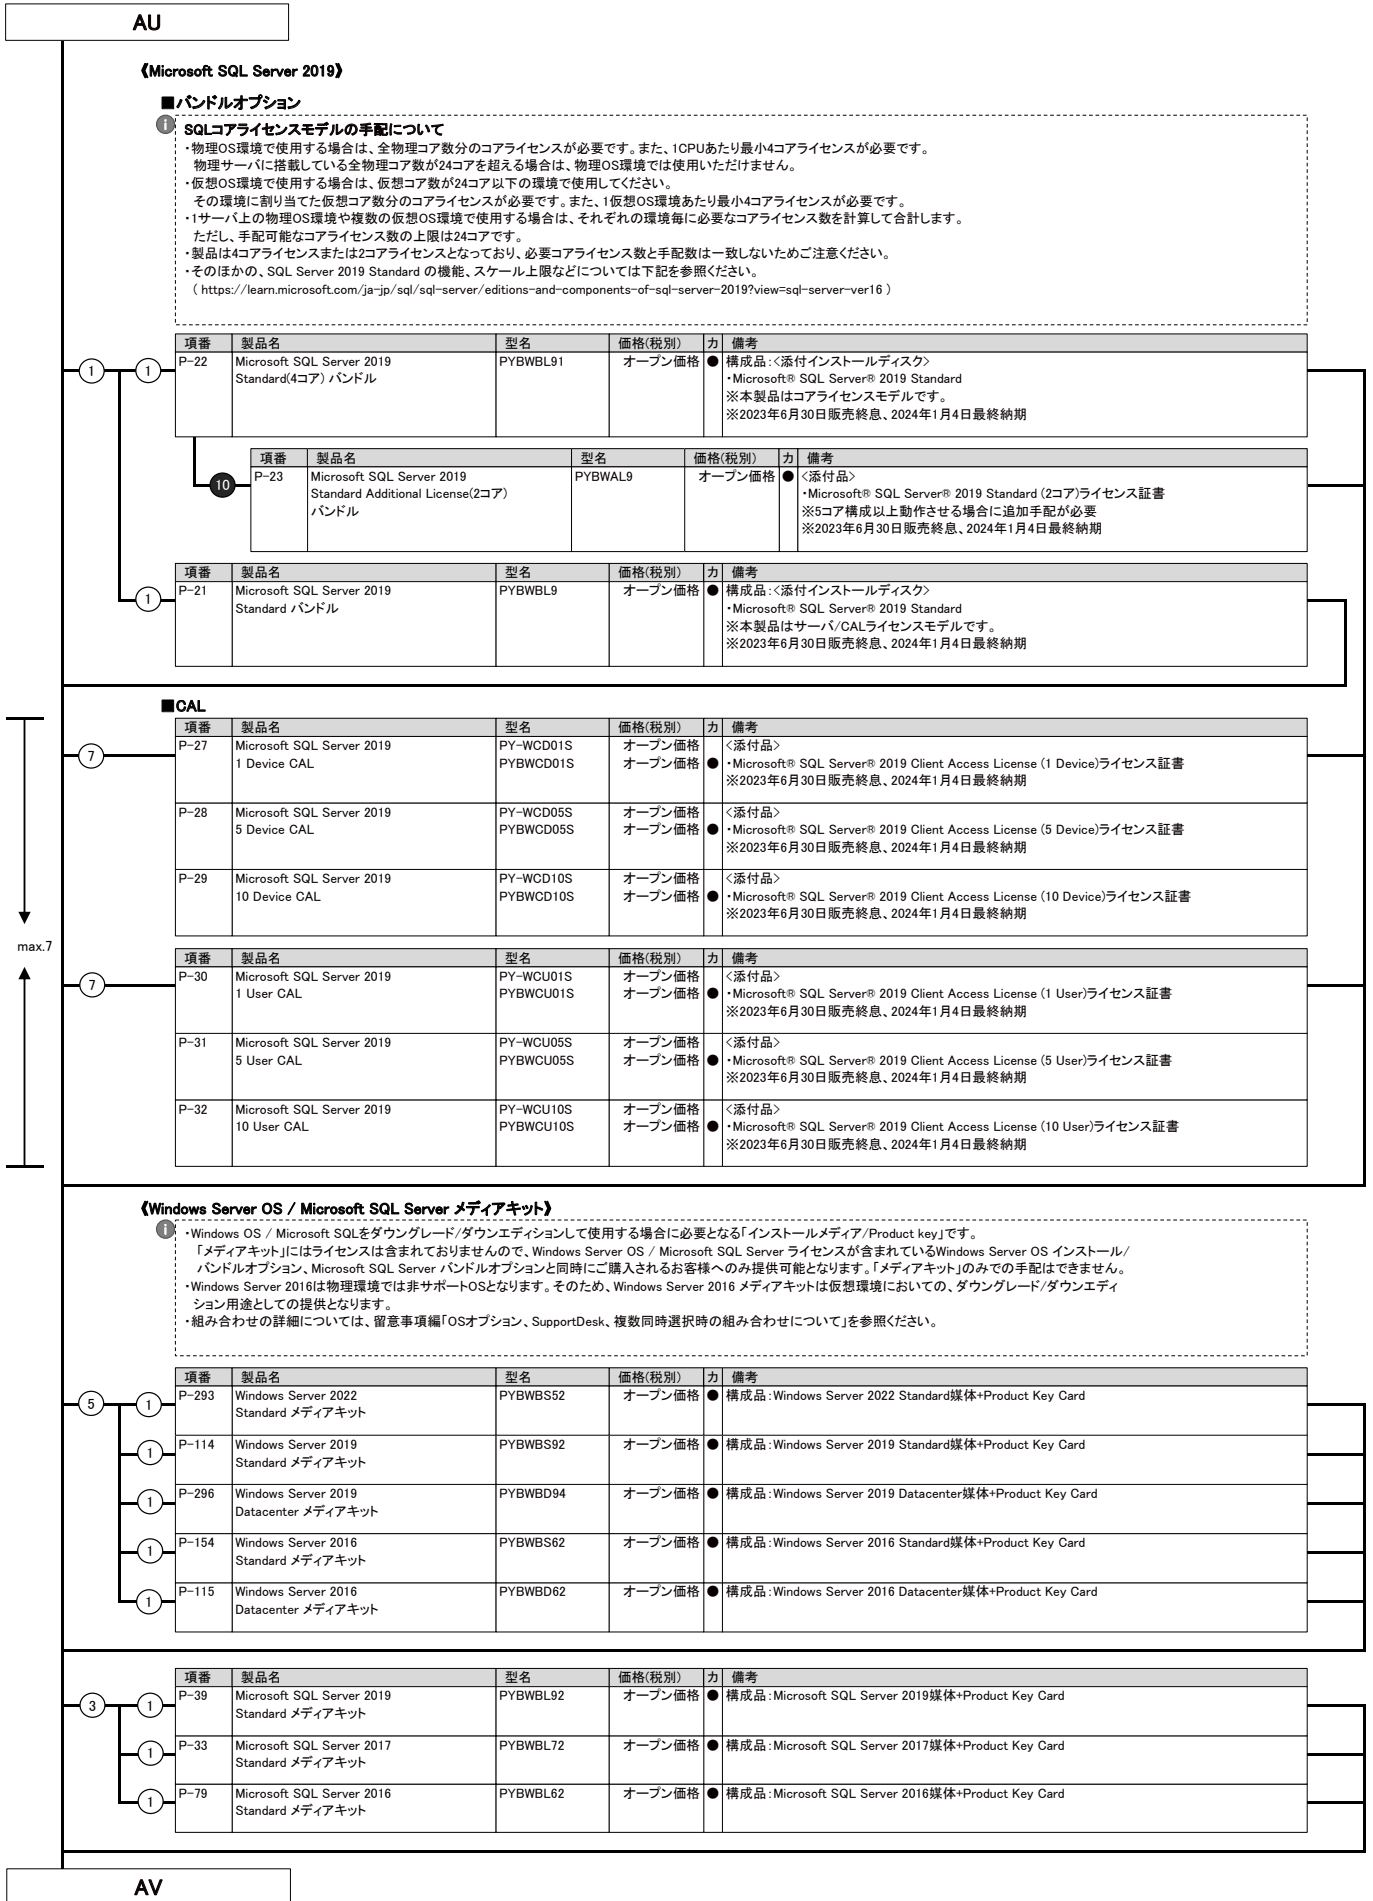 AU
《Microsoft SQL Server 2019》
■バンドルオプション
i
SQLコアライセンスモデルの手配について
・物理OS環境で使用する場合は、全物理コア数分のコアライセンスが必要です。また、1CPUあたり最小4コアライセンスが必要です。
物理サーバに搭載している全物理コア数が24コアを超える場合は、物理OS環境では使用いただけません。
・仮想OS環境で使用する場合は、仮想コア数が24コア以下の環境で使用してください。
その環境に割り当てた仮想コア数分のコアライセンスが必要です。また、1仮想OS環境あたり最小4コアライセンスが必要です。
・1サーバ上の物理OS環境や複数の仮想OS環境で使用する場合は、それぞれの環境毎に必要なコアライセンス数を計算して合計します。
ただし、手配可能なコアライセンス数の上限は24コアです。
・製品は4コアライセンスまたは2コアライセンスとなっており、必要コアライセンス数と手配数は一致しないためご注意ください。
・そのほかの、SQL Server 2019 Standard の機能、スケール上限などについては下記を参照ください。
( https://learn.microsoft.com/ja-jp/sql/sql-server/editions-and-components-of-sql-server-2019?view=sql-server-ver16 )
項番 製品名 型名 価格(税別) カ 備考
1 1 P-22 Microsoft SQL Server 2019 PYBWBL91 オープン価格 ● 構成品:<添付インストールディスク>
Standard(4コア) バンドル ・Microsoft® SQL Server® 2019 Standard
※本製品はコアライセンスモデルです。
※2023年6月30日販売終息、2024年1月4日最終納期
項番 製品名 型名 価格(税別) カ 備考
10 P-23 Microsoft SQL Server 2019 PYBWAL9 オープン価格 ● <添付品>
Standard Additional License(2コア) ・Microsoft® SQL Server® 2019 Standard (2コア)ライセンス証書
バンドル ※5コア構成以上動作させる場合に追加手配が必要
※2023年6月30日販売終息、2024年1月4日最終納期
項番 製品名 型名 価格(税別) カ 備考
1 P-21 Microsoft SQL Server 2019 PYBWBL9 オープン価格 ● 構成品:<添付インストールディスク>
Standard バンドル ・Microsoft® SQL Server® 2019 Standard
※本製品はサーバ/CALライセンスモデルです。
※2023年6月30日販売終息、2024年1月4日最終納期
■CAL
項番 製品名 型名 価格(税別) カ 備考
7 P-27 Microsoft SQL Server 2019 PY-WCD01S オープン価格 <添付品>
1 Device CAL PYBWCD01S オープン価格 ● ・Microsoft® SQL Server® 2019 Client Access License (1 Device)ライセンス証書
※2023年6月30日販売終息、2024年1月4日最終納期
P-28 Microsoft SQL Server 2019 PY-WCD05S オープン価格 <添付品>
5 Device CAL PYBWCD05S オープン価格 ● ・Microsoft® SQL Server® 2019 Client Access License (5 Device)ライセンス証書
※2023年6月30日販売終息、2024年1月4日最終納期
P-29 Microsoft SQL Server 2019 PY-WCD10S オープン価格 <添付品>
10 Device CAL PYBWCD10S オープン価格 ● ・Microsoft® SQL Server® 2019 Client Access License (10 Device)ライセンス証書
※2023年6月30日販売終息、2024年1月4日最終納期
max.7
項番 製品名 型名 価格(税別) カ 備考
7 P-30 Microsoft SQL Server 2019 PY-WCU01S オープン価格 <添付品>
1 User CAL PYBWCU01S オープン価格 ● ・Microsoft® SQL Server® 2019 Client Access License (1 User)ライセンス証書
※2023年6月30日販売終息、2024年1月4日最終納期
P-31 Microsoft SQL Server 2019 PY-WCU05S オープン価格 <添付品>
5 User CAL PYBWCU05S オープン価格 ● ・Microsoft® SQL Server® 2019 Client Access License (5 User)ライセンス証書
※2023年6月30日販売終息、2024年1月4日最終納期
P-32 Microsoft SQL Server 2019 PY-WCU10S オープン価格 <添付品>
10 User CAL PYBWCU10S オープン価格 ● ・Microsoft® SQL Server® 2019 Client Access License (10 User)ライセンス証書
※2023年6月30日販売終息、2024年1月4日最終納期
《Windows Server OS / Microsoft SQL Server メディアキット》
i
・Windows OS / Microsoft SQLをダウングレード/ダウンエディションして使用する場合に必要となる「インストールメディア/Product key」です。
「メディアキット」にはライセンスは含まれておりませんので、Windows Server OS / Microsoft SQL Server ライセンスが含まれているWindows Server OS インストール/
バンドルオプション、Microsoft SQL Server バンドルオプションと同時にご購入されるお客様へのみ提供可能となります。「メディアキット」のみでの手配はできません。
・Windows Server 2016は物理環境では非サポートOSとなります。そのため、Windows Server 2016 メディアキットは仮想環境においての、ダウングレード/ダウンエディ
ション用途としての提供となります。
・組み合わせの詳細については、留意事項編「OSオプション、SupportDesk、複数同時選択時の組み合わせについて」を参照ください。
項番 製品名 型名 価格(税別) カ 備考
5 1 P-293 Windows Server 2022 PYBWBS52 オープン価格 ● 構成品:Windows Server 2022 Standard媒体+Product Key Card
Standard メディアキット
1 P-114 Windows Server 2019 PYBWBS92 オープン価格 ● 構成品:Windows Server 2019 Standard媒体+Product Key Card
Standard メディアキット
1 P-296 Windows Server 2019 PYBWBD94 オープン価格 ● 構成品:Windows Server 2019 Datacenter媒体+Product Key Card
Datacenter メディアキット
1 P-154 Windows Server 2016 PYBWBS62 オープン価格 ● 構成品:Windows Server 2016 Standard媒体+Product Key Card
Standard メディアキット
1 P-115 Windows Server 2016 PYBWBD62 オープン価格 ● 構成品:Windows Server 2016 Datacenter媒体+Product Key Card
Datacenter メディアキット
項番 製品名 型名 価格(税別) カ 備考
3 1 P-39 Microsoft SQL Server 2019 PYBWBL92 オープン価格 ● 構成品:Microsoft SQL Server 2019媒体+Product Key Card
Standard メディアキット
1 P-33 Microsoft SQL Server 2017 PYBWBL72 オープン価格 ● 構成品:Microsoft SQL Server 2017媒体+Product Key Card
Standard メディアキット
1 P-79 Microsoft SQL Server 2016 PYBWBL62 オープン価格 ● 構成品:Microsoft SQL Server 2016媒体+Product Key Card
Standard メディアキット
AV